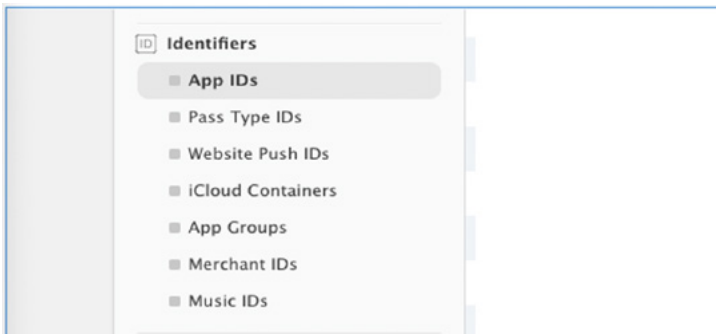 ID Identifiers
App IDs
Pass Type IDs
Website Push IDs
iCloud Containers
App Groups
Merchant IDs
Music IDs